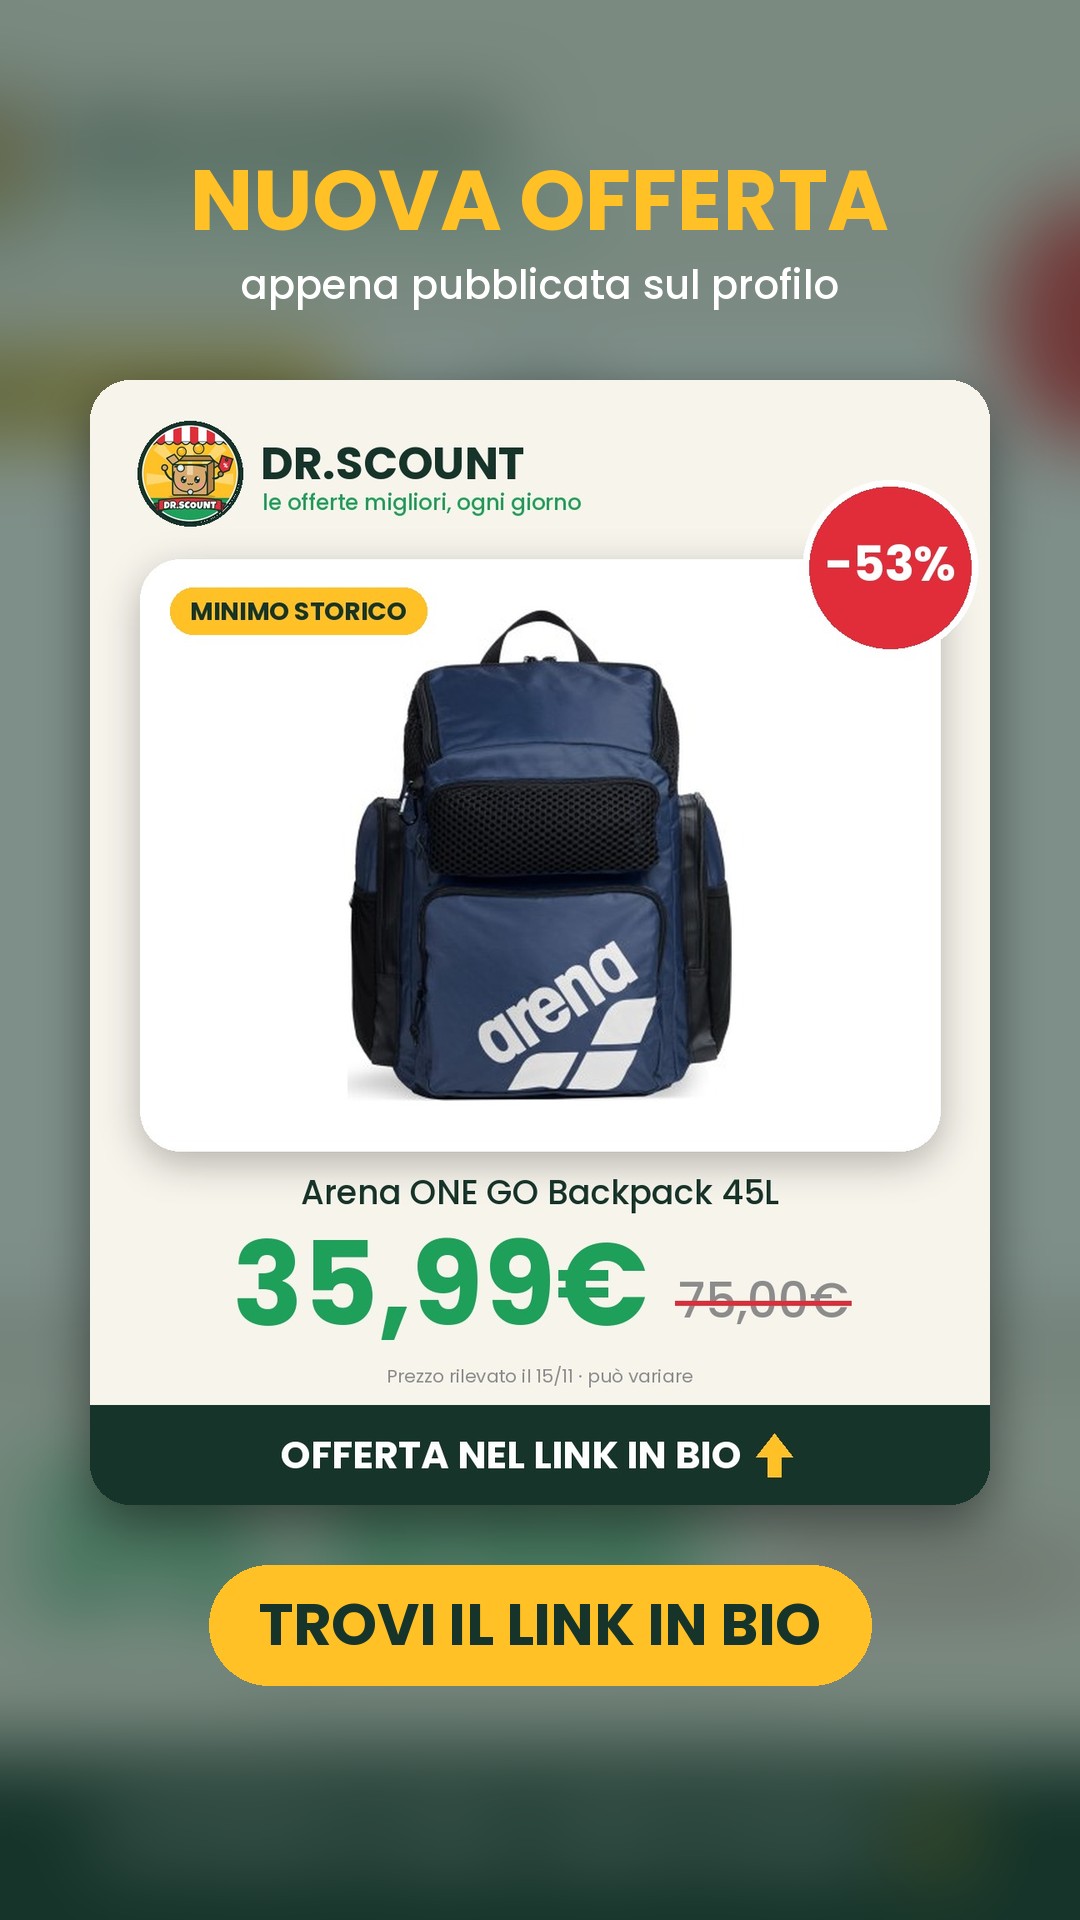 NUOVA OFFERTA
appena pubblicata sul profilo
DR.SCOUNT
DR.SCOUNT
le offerte migliori, ogni giorno
-53%
MINIMO STORICO
arena
Arena ONE GO Backpack 45L
35,99€ 75,00€
Prezzo rilevato il 15/11 · può variare
OFFERTA NEL LINK IN BIO
TROVI IL LINK IN BIO